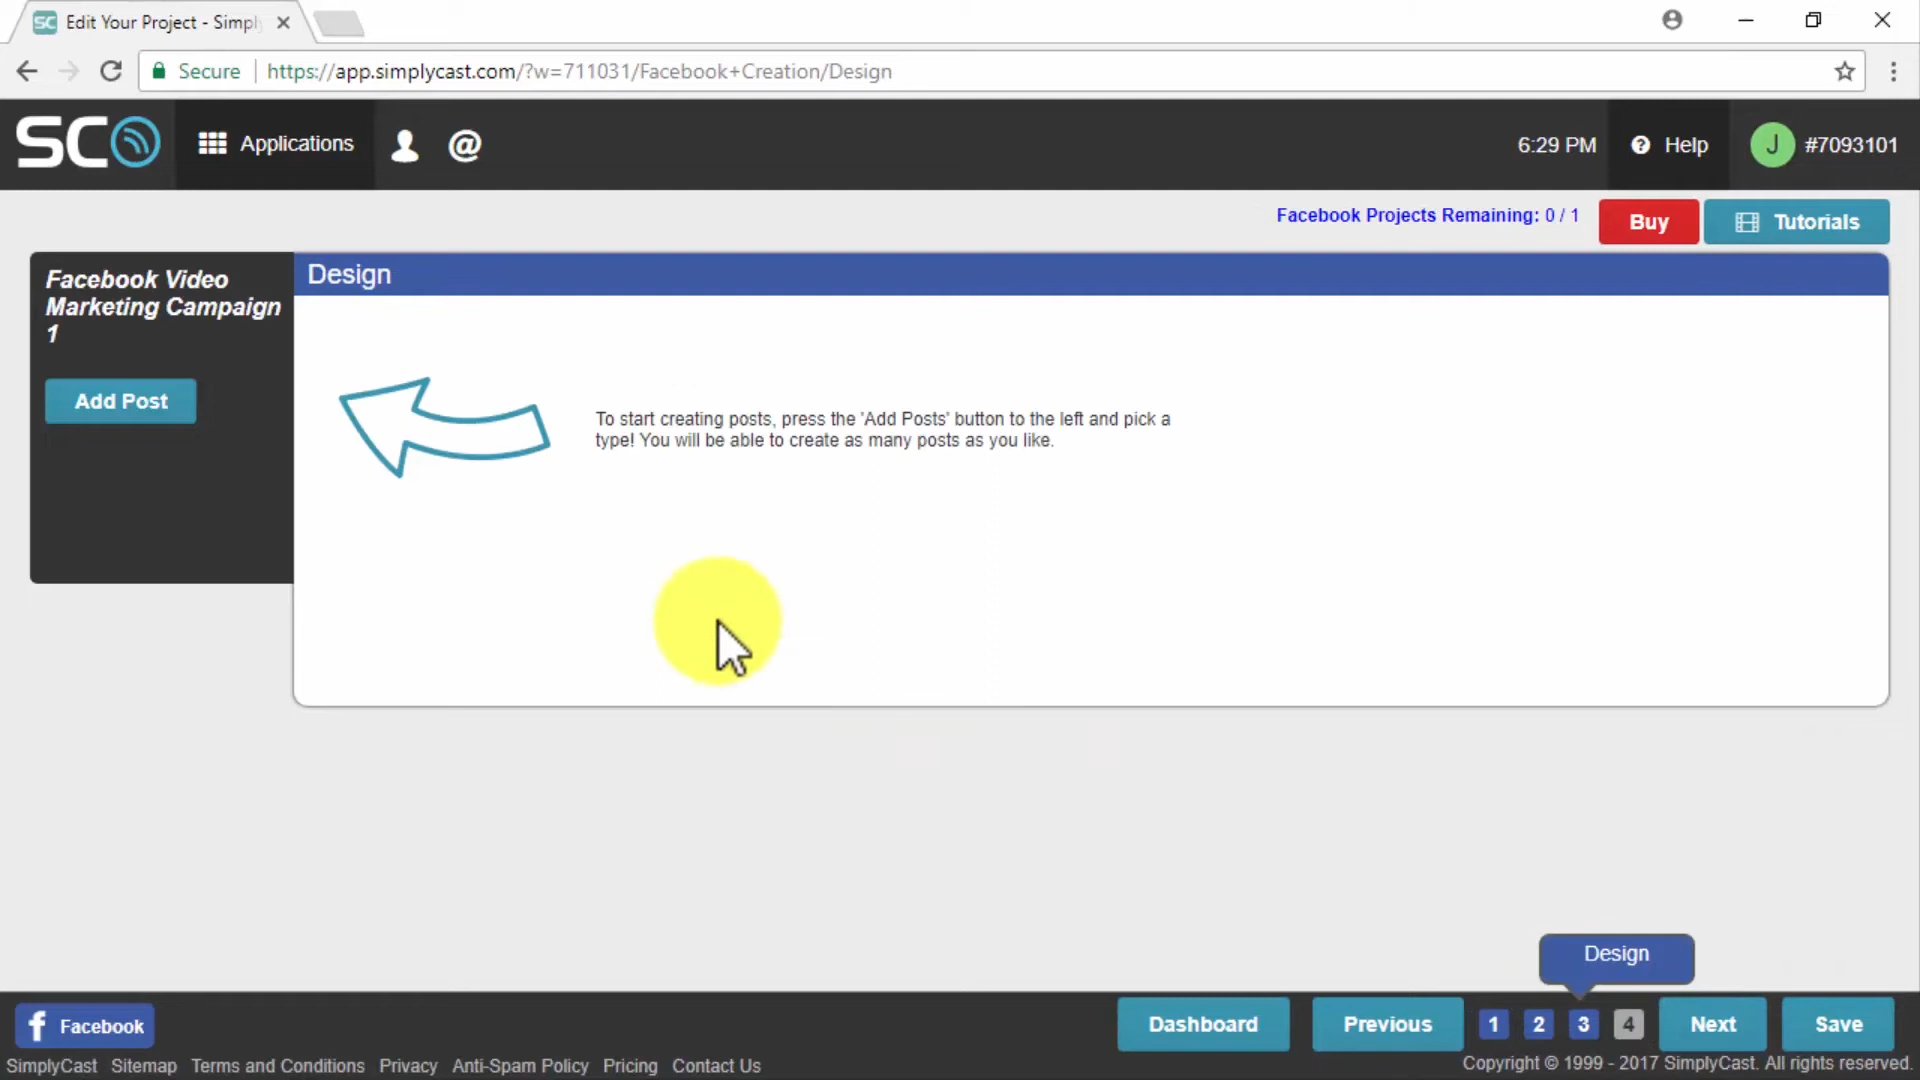 SC Edit Your Project - Simpl
Secure https://app.simplycast.com/?w=711031/Facebook+Creation/Design
SC Applications @ 6:29 PM ? Help J #7093101
Facebook Projects Remaining: 0 / 1 Buy Tutorials
Facebook Video
Marketing Campaign
1
Add Post
Design
To start creating posts, press the 'Add Posts' button to the left and pick a
type! You will be able to create as many posts as you like.
Design
f Facebook
Dashboard Previous 1 2 3 4 Next Save
SimplyCast Sitemap Terms and Conditions Privacy Anti-Spam Policy Pricing Contact Us
Copyright © 1999 - 2017 SimplyCast. All rights reserved.